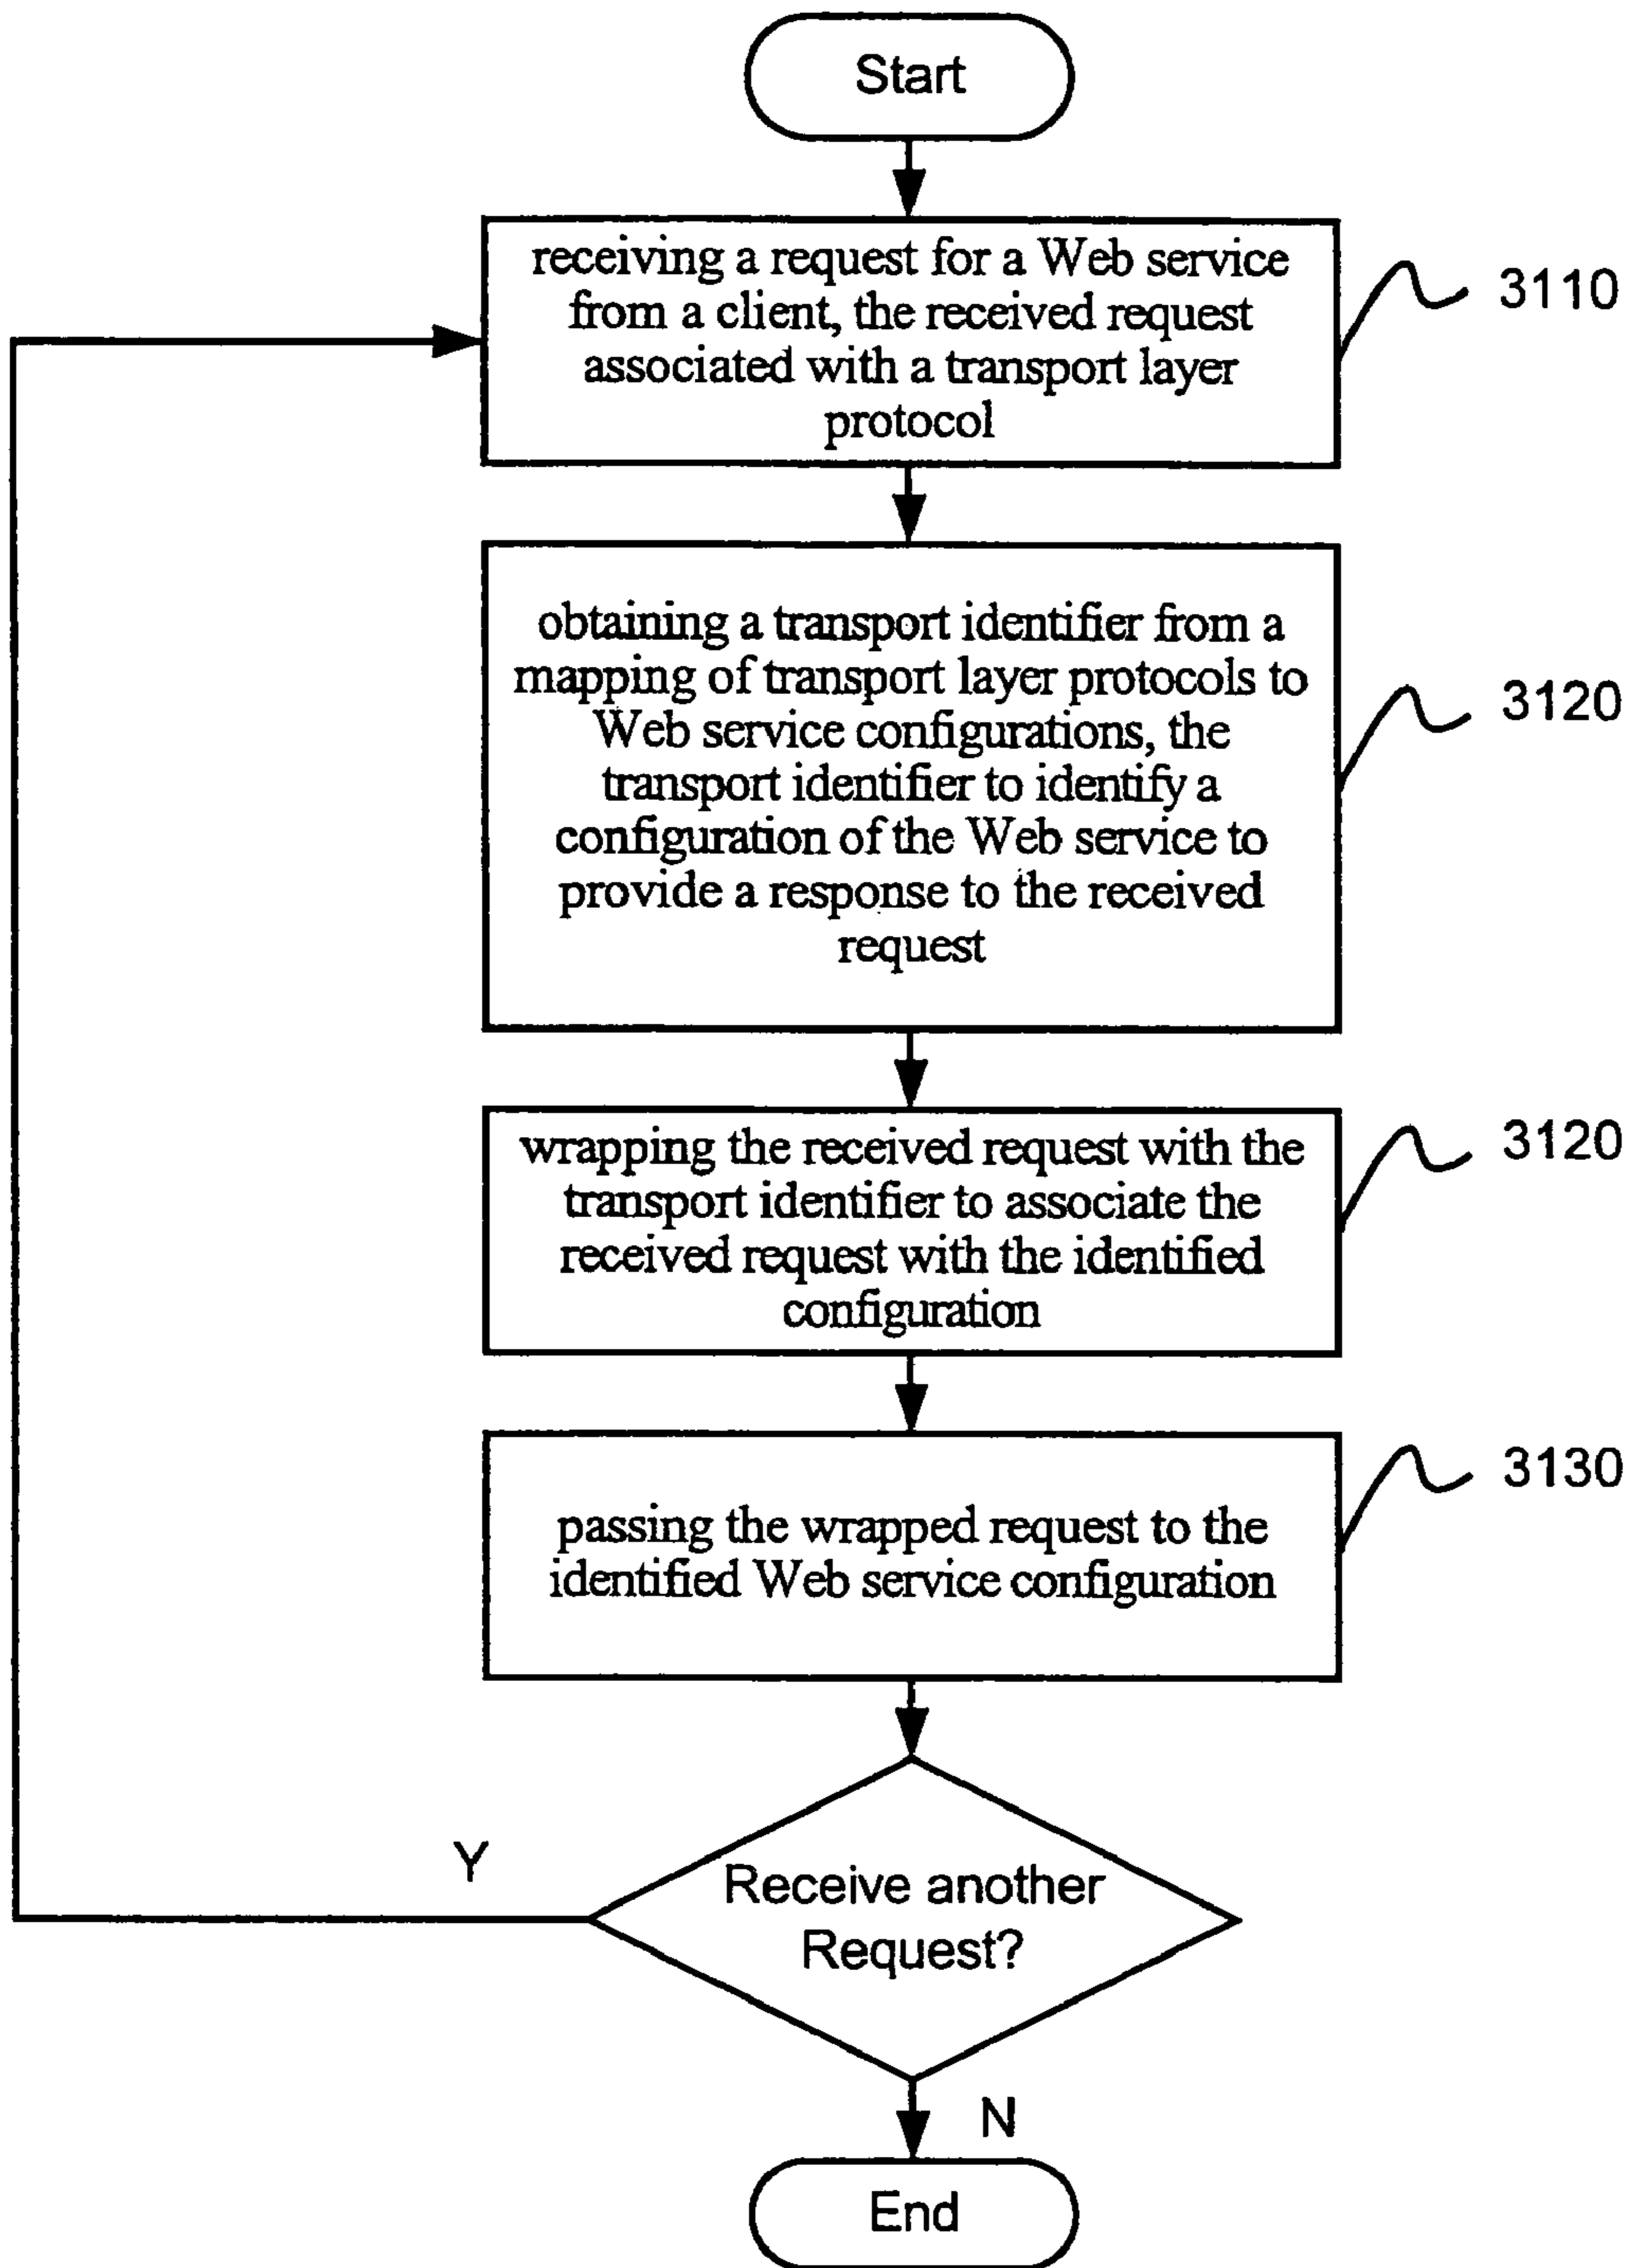 Start
receiving a request for a Web service
from a client, the received request
associated with a transport layer
protocol
3110
obtaining a transport identifier from a
mapping of transport layer protocols to
Web service configurations, the
transport identifier to identify a
configuration of the Web service to
provide a response to the received
request
3120
wrapping the received request with the
transport identifier to associate the
received request with the identified
configuration
3120
passing the wrapped request to the
identified Web service configuration
3130
Y
Receive another
Request?
N
End